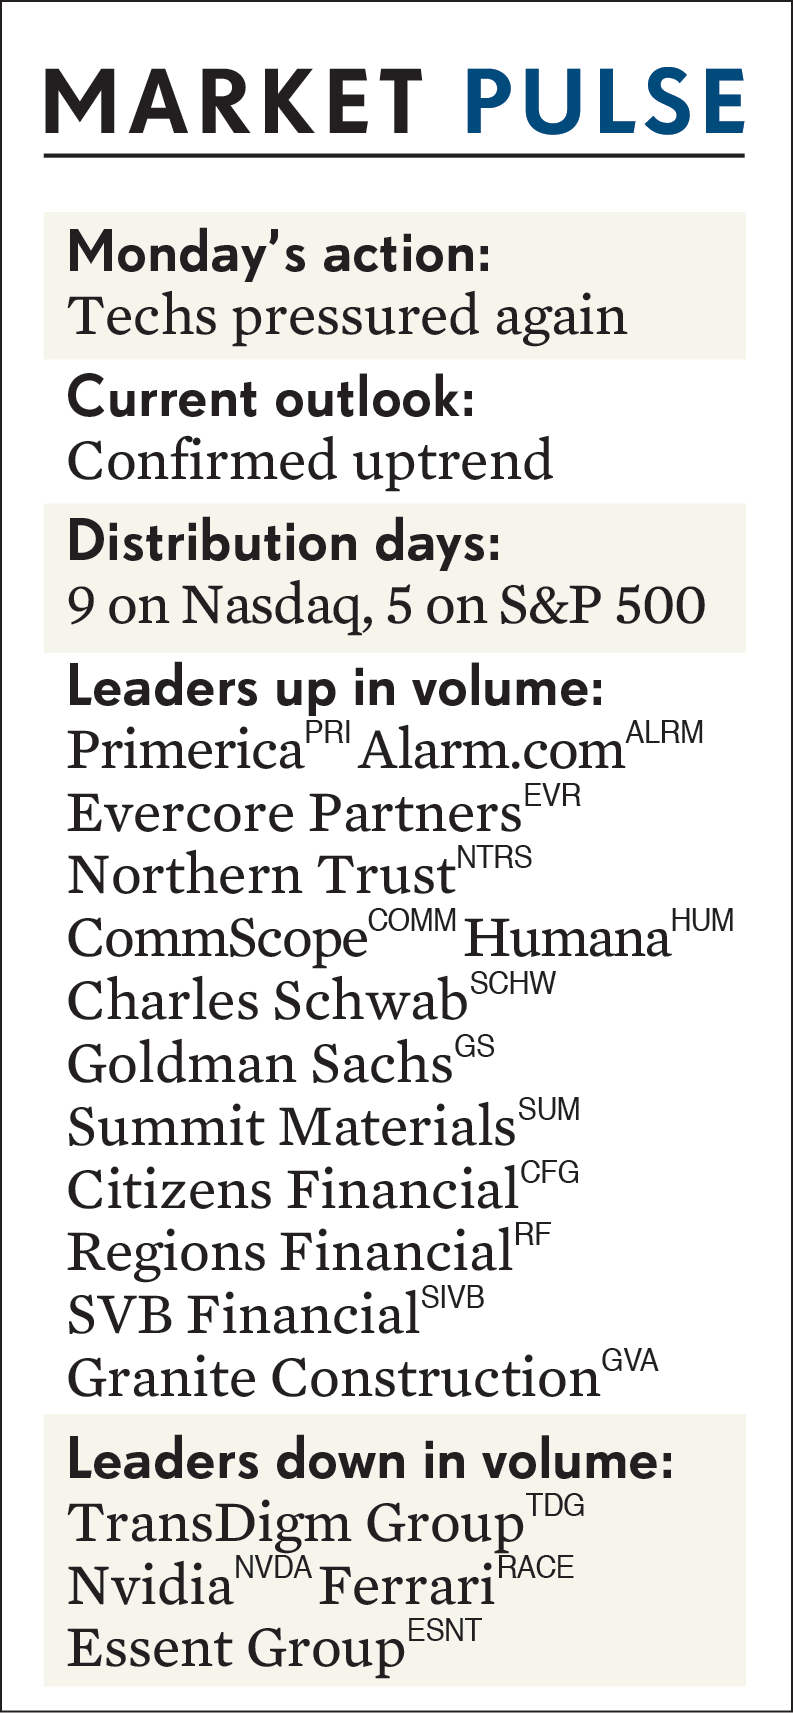 MARKET PULSE
Monday’s action:
Techs pressured again
Current outlook:
Confirmed uptrend
Distribution days:
9 on Nasdaq, 5 on S&P 500
Leaders up in volume:
Primerica PRI Alarm.com ALRM
Evercore Partners EVR
Northern Trust NTRS
CommScope COMM Humana HUM
Charles Schwab SCHW
Goldman Sachs GS
Summit Materials SUM
Citizens Financial CFG
Regions Financial RF
SVB Financial SIVB
Granite Construction GVA
Leaders down in volume:
TransDigm Group TDG
Nvidia NVDA Ferrari RACE
Essent Group ESNT